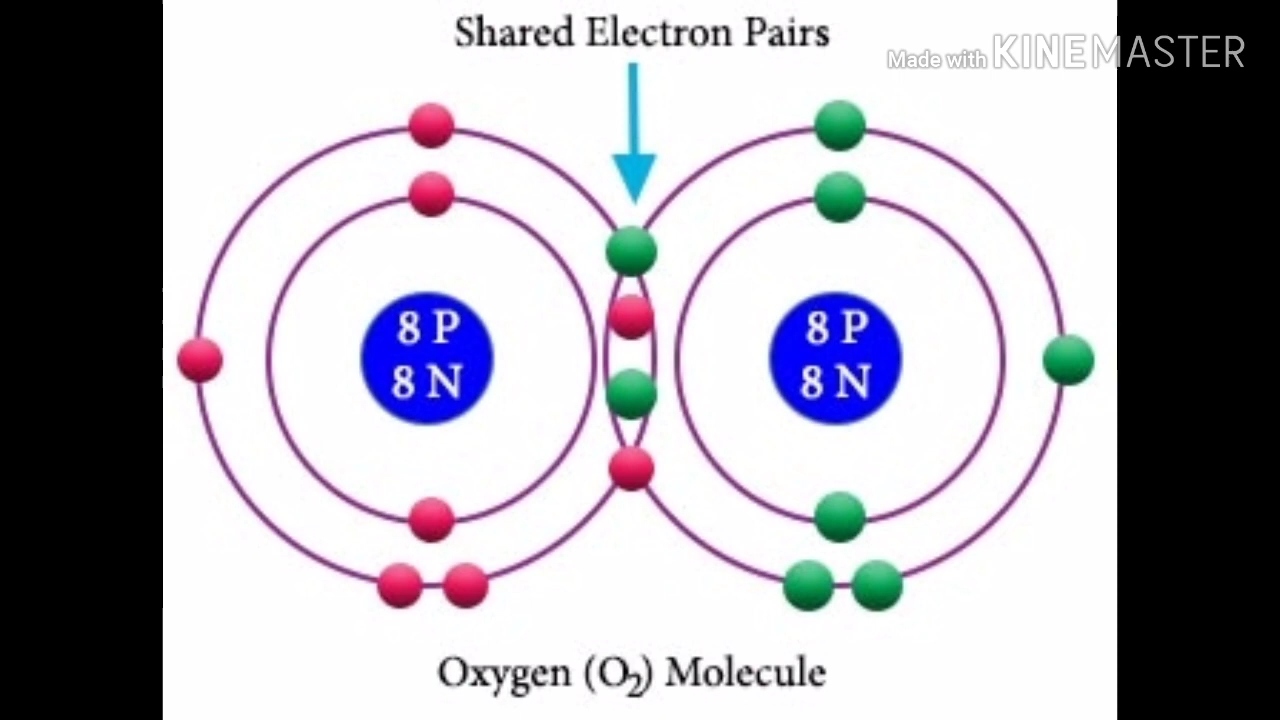 Shared Electron Pairs
Made with KINEMASTER
8 P
8 N
8 P
8 N
Oxygen (O₂) Molecule